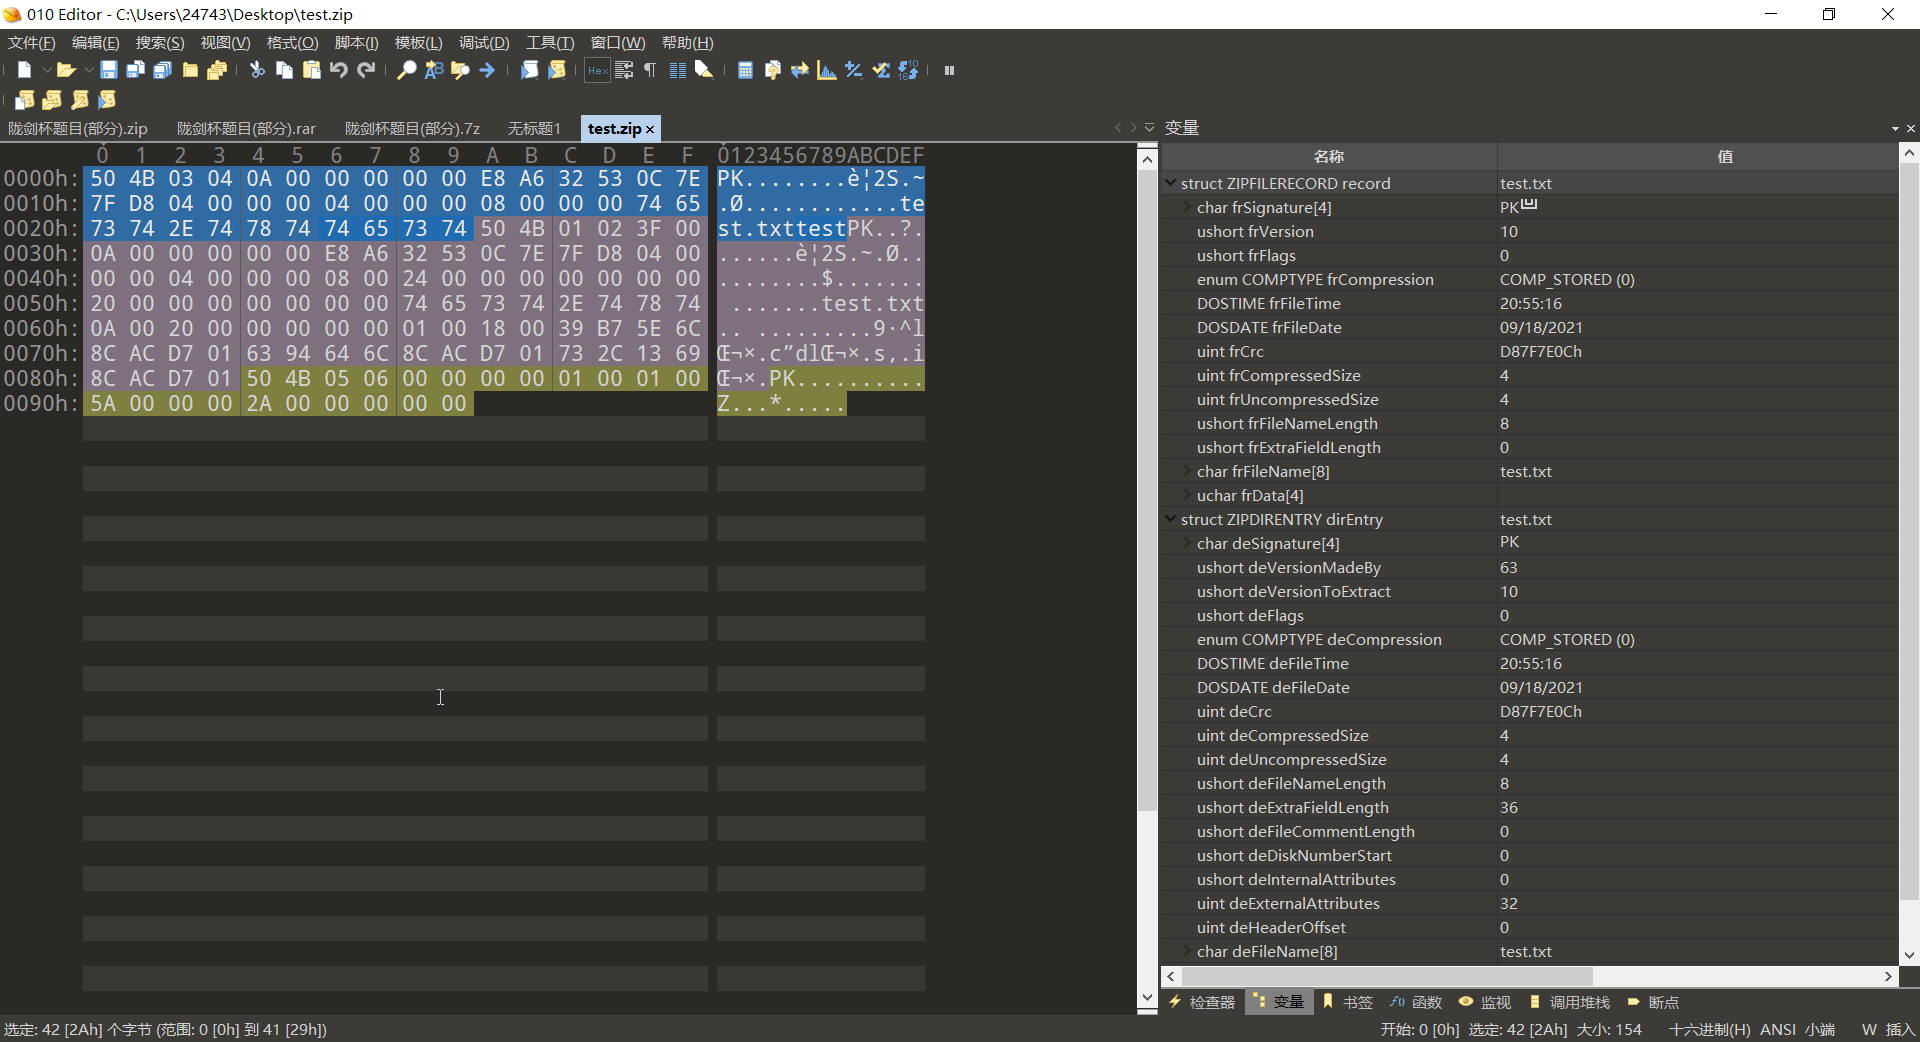 010 Editor - C:\Users\24743\Desktop\test.zip
文件(F) 编辑(E) 搜索(S) 视图(V) 格式(O) 脚本(I) 模板(L) 调试(D) 工具(T) 窗口(W) 帮助(H)
Hex
陇剑杯题目(部分).zip 陇剑杯题目(部分).rar 陇剑杯题目(部分).7z 无标题1 test.zip ×
变量
0 1 2 3 4 5 6 7 8 9 A B C D E F 0123456789ABCDEF
0000h: 50 4B 03 04 0A 00 00 00 00 00 E8 A6 32 53 0C 7E PK........è¦2S.~
0010h: 7F D8 04 00 00 00 04 00 00 00 08 00 00 00 74 65 .Ø............te
0020h: 73 74 2E 74 78 74 74 65 73 74 50 4B 01 02 3F 00 st.txttestPK..?.
0030h: 0A 00 00 00 00 00 E8 A6 32 53 0C 7E 7F D8 04 00 ......è¦2S.~.Ø..
0040h: 00 00 04 00 00 00 08 00 24 00 00 00 00 00 00 00 ........$.......
0050h: 20 00 00 00 00 00 00 00 74 65 73 74 2E 74 78 74 .......test.txt
0060h: 0A 00 20 00 00 00 00 00 01 00 18 00 39 B7 5E 6C .. .........9·^l
0070h: 8C AC D7 01 63 94 64 6C 8C AC D7 01 73 2C 13 69 Œ¬×.c”dlŒ¬×.s,.i
0080h: 8C AC D7 01 50 4B 05 06 00 00 00 00 01 00 01 00 Œ¬×.PK..........
0090h: 5A 00 00 00 2A 00 00 00 00 00 Z...*.....
名称 值
struct ZIPFILERECORD record test.txt
char frSignature[4] PK
ushort frVersion 10
ushort frFlags 0
enum COMPTYPE frCompression COMP_STORED (0)
DOSTIME frFileTime 20:55:16
DOSDATE frFileDate 09/18/2021
uint frCrc D87F7E0Ch
uint frCompressedSize 4
uint frUncompressedSize 4
ushort frFileNameLength 8
ushort frExtraFieldLength 0
char frFileName[8] test.txt
uchar frData[4]
struct ZIPDIRENTRY dirEntry test.txt
char deSignature[4] PK
ushort deVersionMadeBy 63
ushort deVersionToExtract 10
ushort deFlags 0
enum COMPTYPE deCompression COMP_STORED (0)
DOSTIME deFileTime 20:55:16
DOSDATE deFileDate 09/18/2021
uint deCrc D87F7E0Ch
uint deCompressedSize 4
uint deUncompressedSize 4
ushort deFileNameLength 8
ushort deExtraFieldLength 36
ushort deFileCommentLength 0
ushort deDiskNumberStart 0
ushort deInternalAttributes 0
uint deExternalAttributes 32
uint deHeaderOffset 0
char deFileName[8] test.txt
检查器 变量 书签 f() 函数 监视 调用堆栈 断点
选定: 42 [2Ah] 个字节 (范围: 0 [0h] 到 41 [29h]) 开始: 0 [0h] 选定: 42 [2Ah] 大小: 154 十六进制(H) ANSI 小端 W 插入